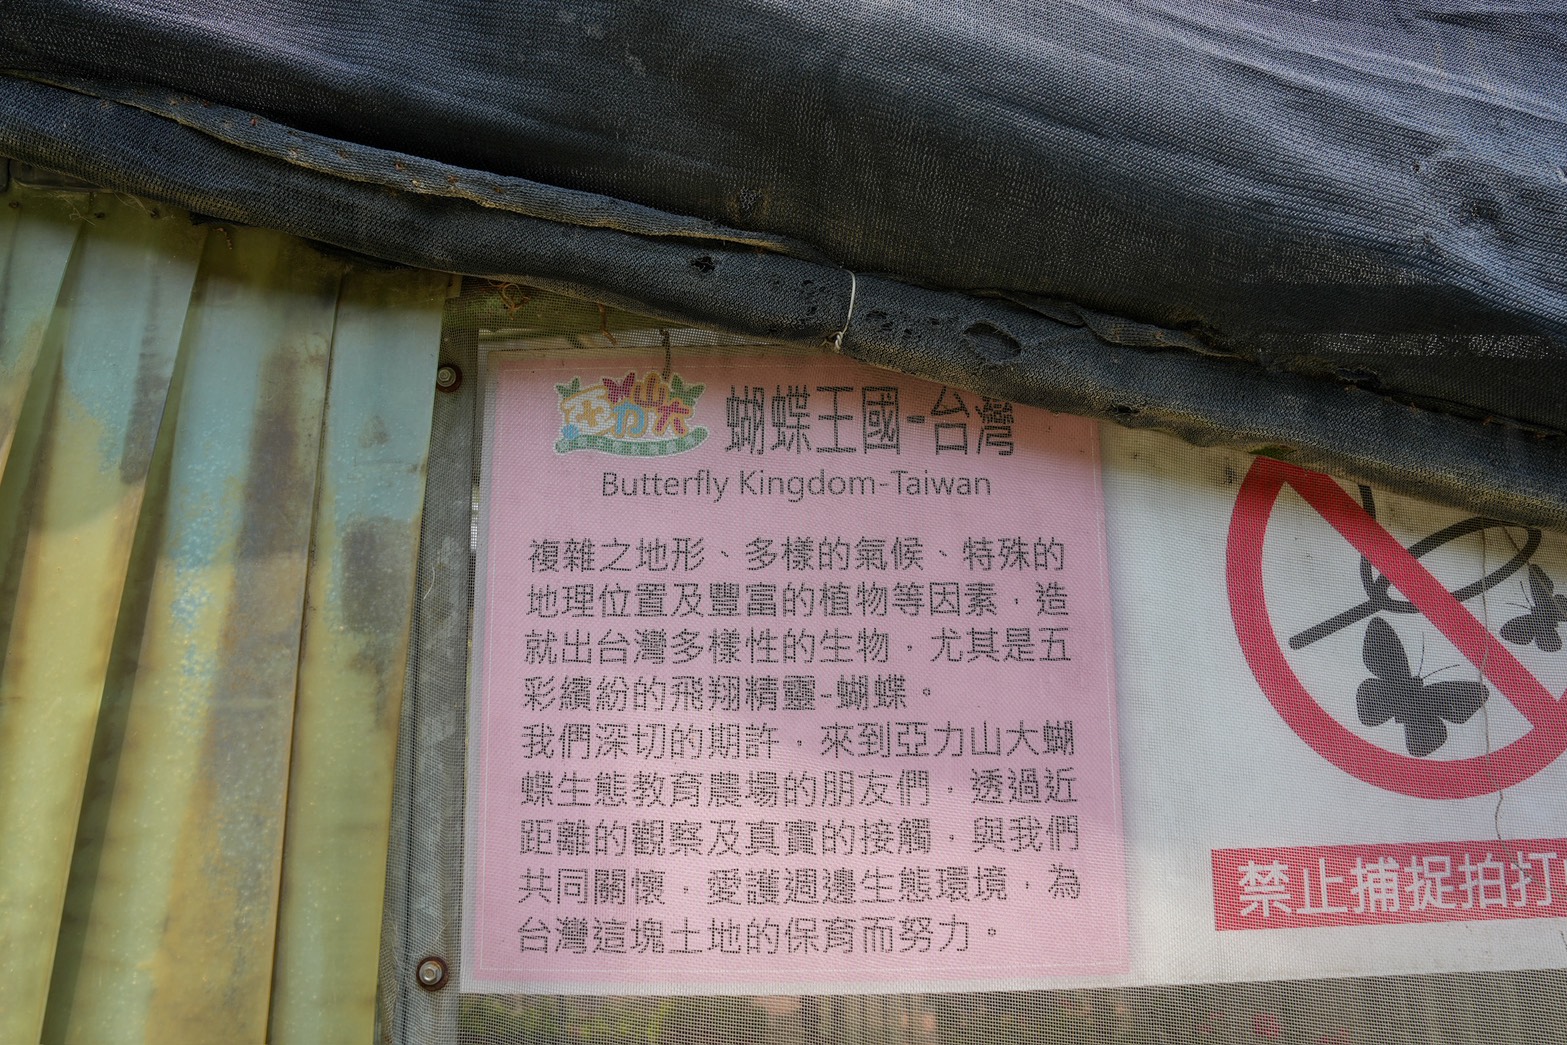 亞力山大
蝴蝶王國-台灣
Butterfly Kingdom-Taiwan
複雜之地形、多樣的氣候、特殊的
地理位置及豐富的植物等因素，造
就出台灣多樣性的生物，尤其是五
彩繽紛的飛翔精靈-蝴蝶。
我們深切的期許，來到亞力山大蝴
蝶生態教育農場的朋友們，透過近
距離的觀察及真實的接觸，與我們
共同關懷，愛護週邊生態環境，為
台灣這塊土地的保育而努力。
禁止捕捉拍打